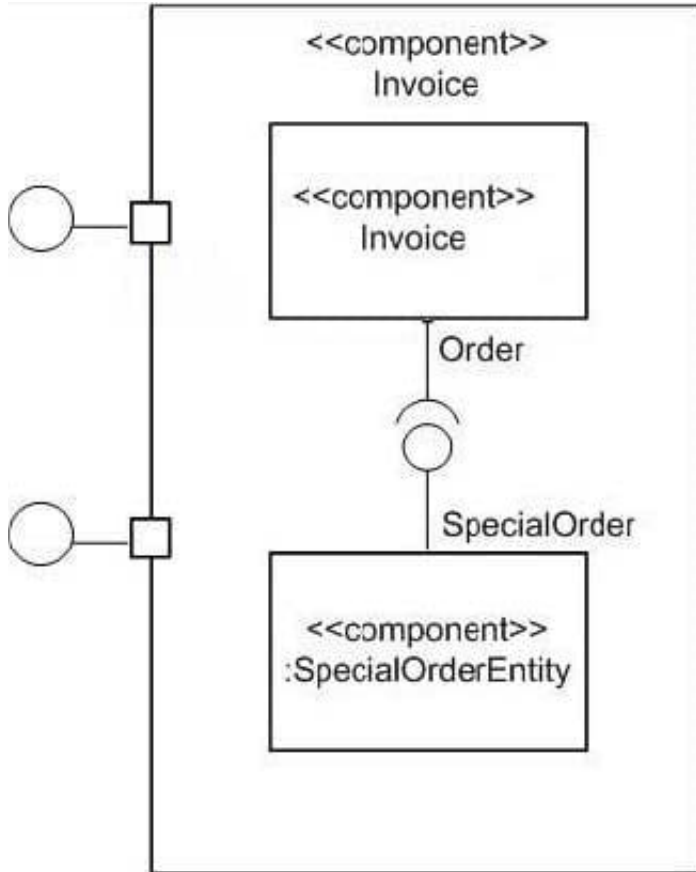 <<component>>
Invoice
<<component>>
Invoice
Order
SpecialOrder
<<component>>
:SpecialOrderEntity